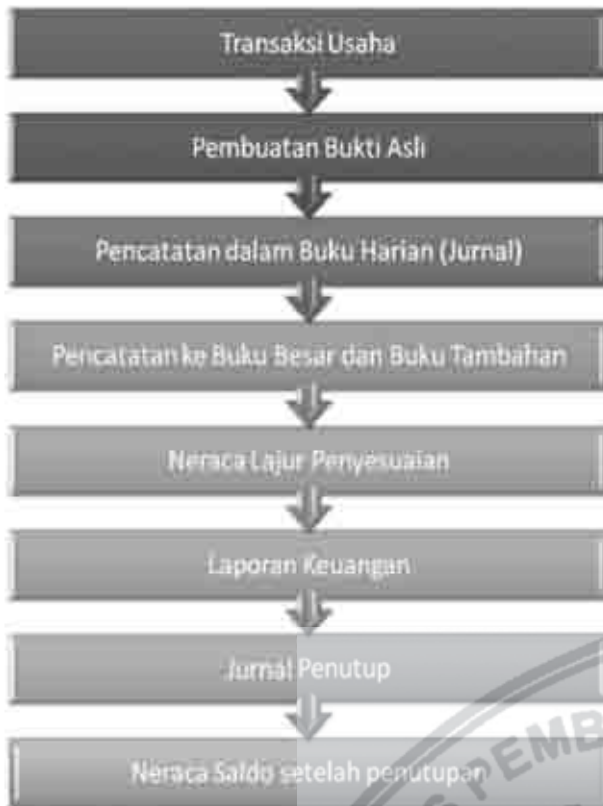 Transaksi Usaha
Pembuatan Bukti Asli
Pencatatan dalam Buku Harian (Jurnal)
Pencatatan ke Buku Besar dan Buku Tambahan
Neraca Lajur Penyesuaian
Laporan Keuangan
Jurnal Penutup
Neraca Saldo setelah penutupan